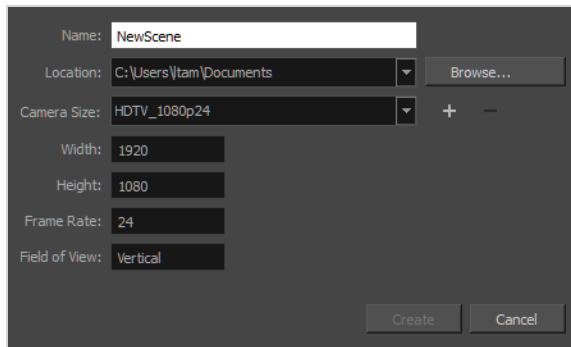 Name: NewScene
Location: C:\Users\ltam\Documents Browse...
Camera Size: HDTV_1080p24 + −
Width: 1920
Height: 1080
Frame Rate: 24
Field of View: Vertical
Create Cancel